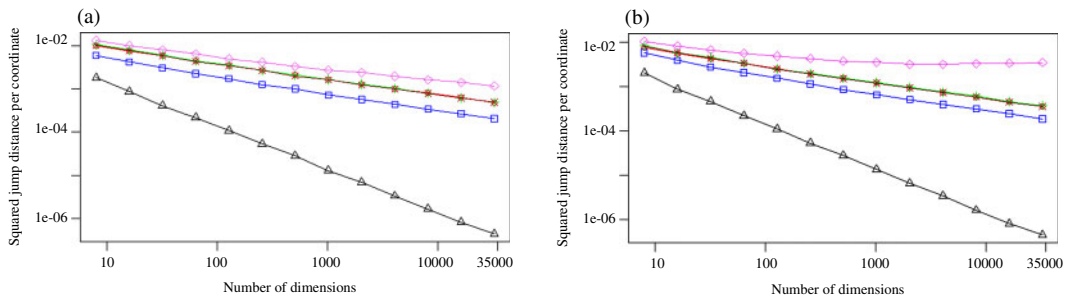 (a)
Squared jump distance per coordinate
1e-02
1e-04
1e-06
10 100 1000 10000 35000
Number of dimensions
(b)
Squared jump distance per coordinate
1e-02
1e-04
1e-06
10 100 1000 10000 35000
Number of dimensions